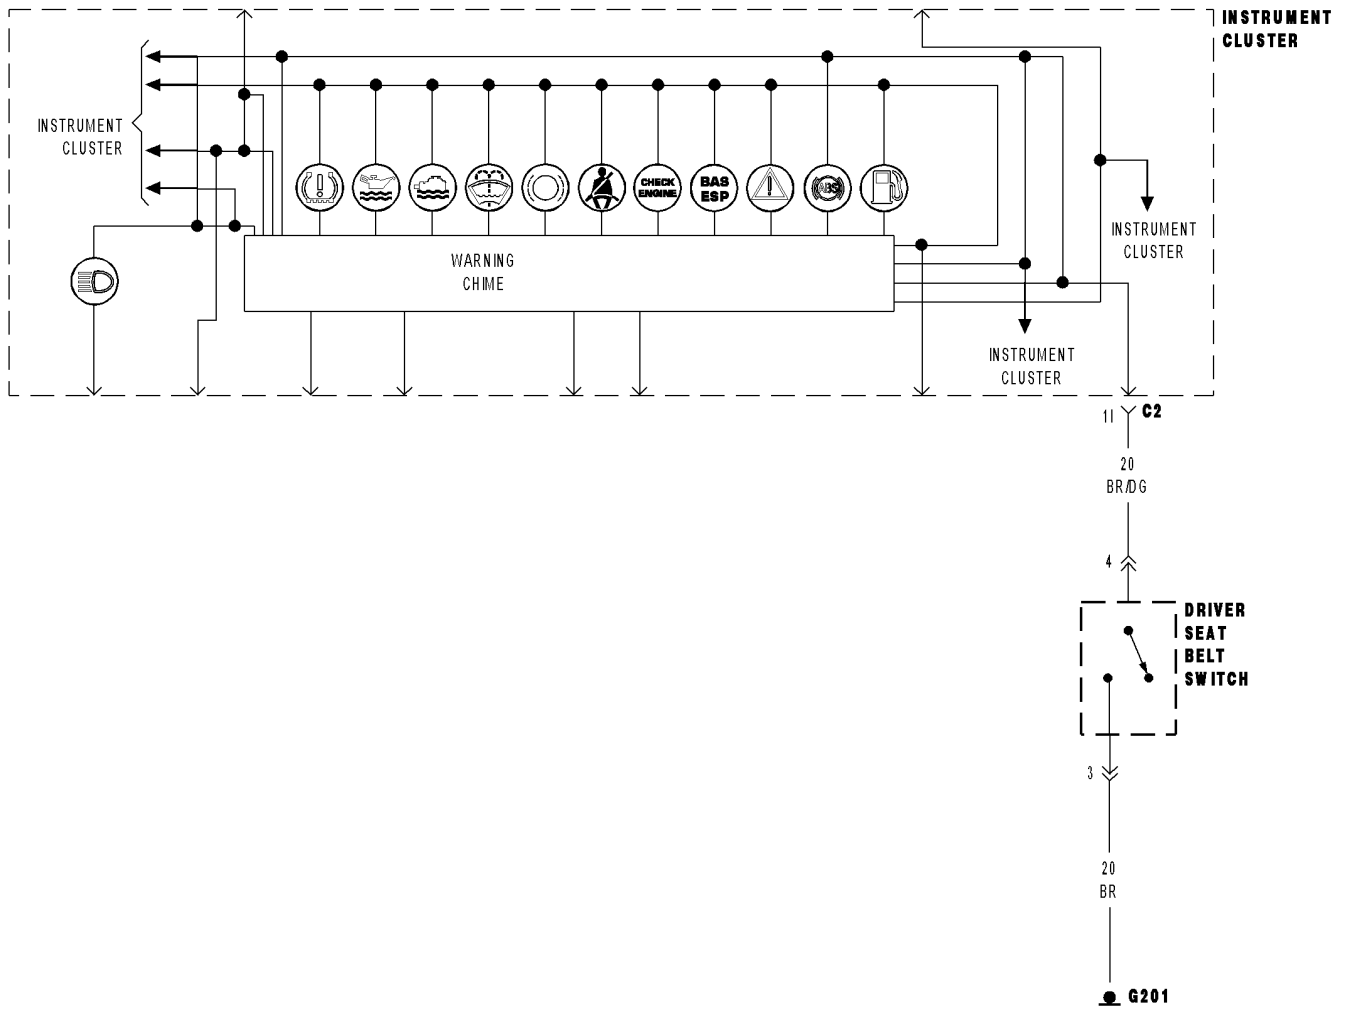 INSTRUMENT
CLUSTER
INSTRUMENT
CLUSTER
CHECK
ENGINE
BAS
ESP
ABS
INSTRUMENT
CLUSTER
WARNING
CHIME
INSTRUMENT
CLUSTER
11 C2
20
BR/DG
4
DRIVER
SEAT
BELT
SWITCH
3
20
BR
G201